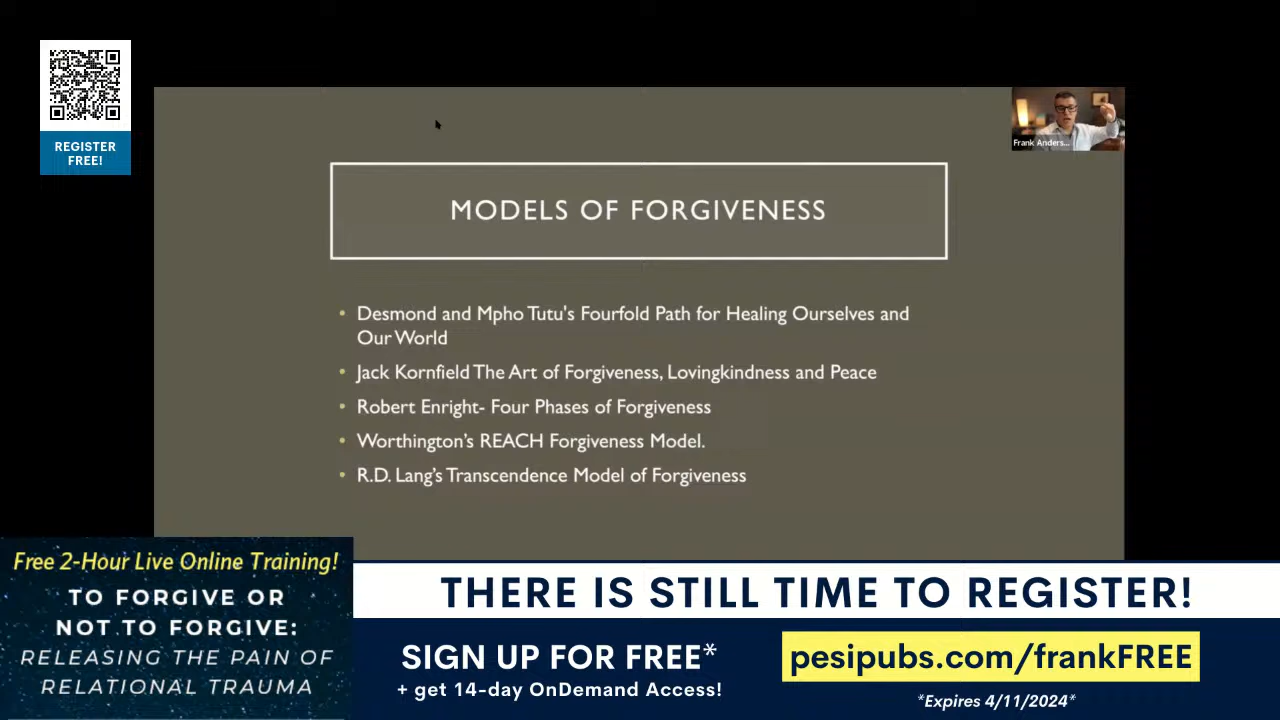 REGISTER
FREE!
Frank Anders...
MODELS OF FORGIVENESS
• Desmond and Mpho Tutu's Fourfold Path for Healing Ourselves and
Our World
• Jack Kornfield The Art of Forgiveness, Lovingkindness and Peace
• Robert Enright- Four Phases of Forgiveness
• Worthington's REACH Forgiveness Model.
• R.D. Lang's Transcendence Model of Forgiveness
Free 2-Hour Live Online Training!
TO FORGIVE OR
NOT TO FORGIVE:
RELEASING THE PAIN OF
RELATIONAL TRAUMA
THERE IS STILL TIME TO REGISTER!
SIGN UP FOR FREE*
+ get 14-day OnDemand Access!
pesipubs.com/frankFREE
*Expires 4/11/2024*